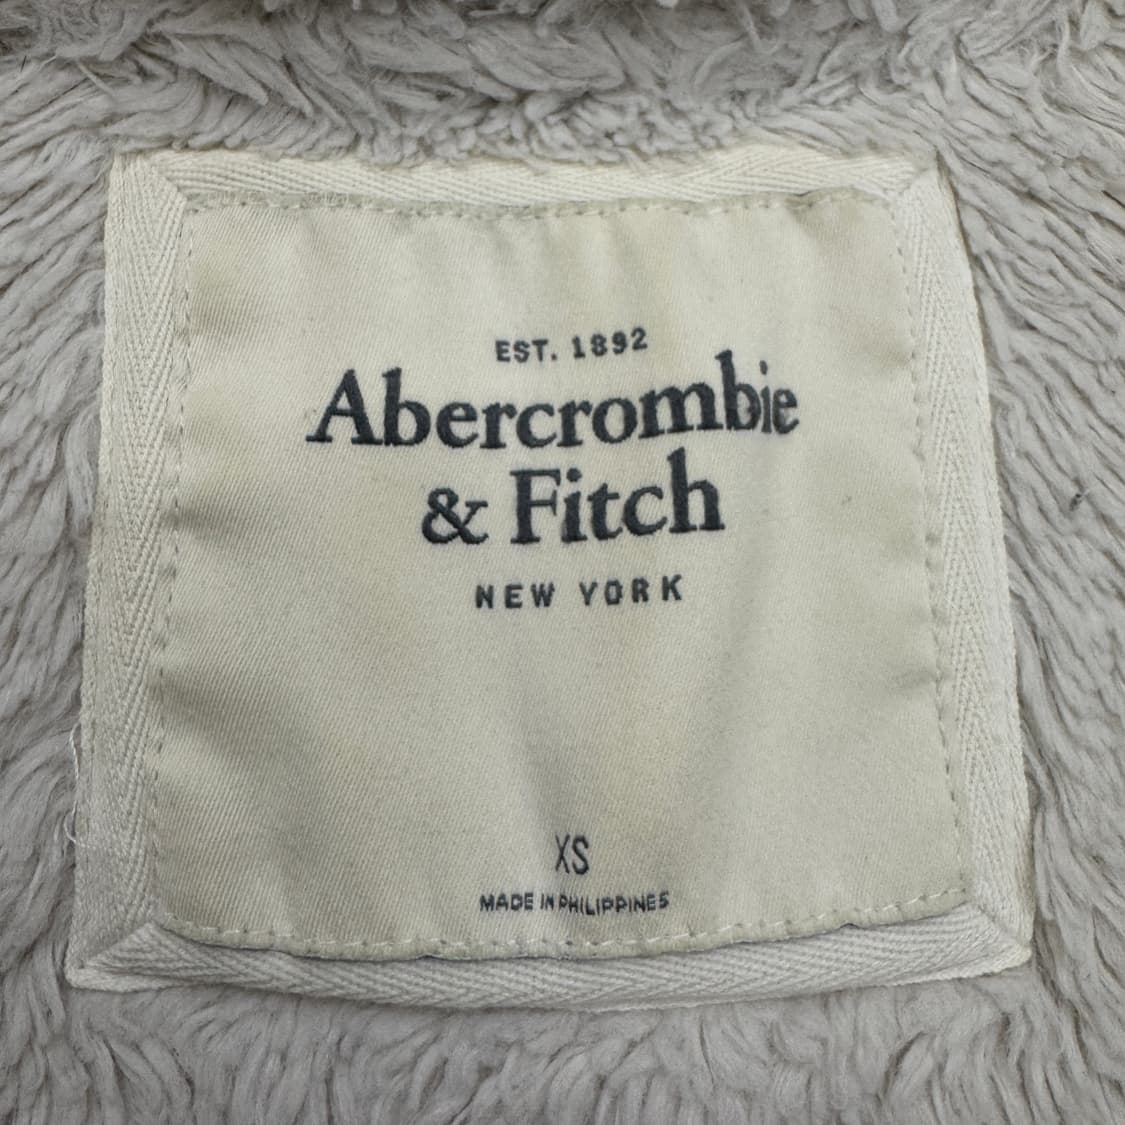 EST. 1892
Abercrombie
& Fitch
NEW YORK
XS
MADE IN PHILIPPINES